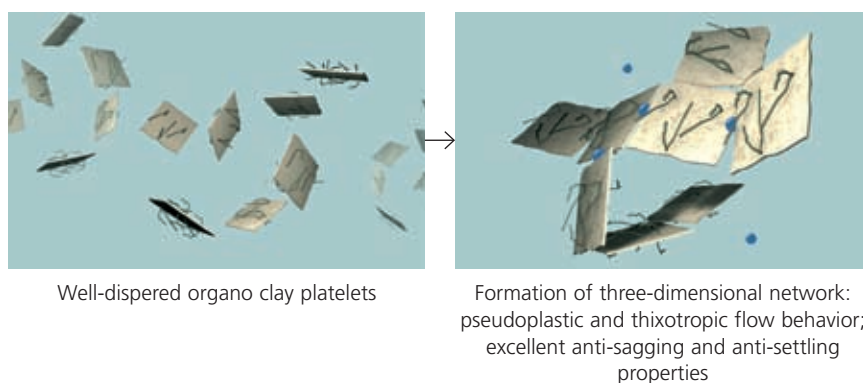 Well-dispered organo clay platelets
Formation of three-dimensional network:
pseudoplastic and thixotropic flow behavior;
excellent anti-sagging and anti-settling
properties